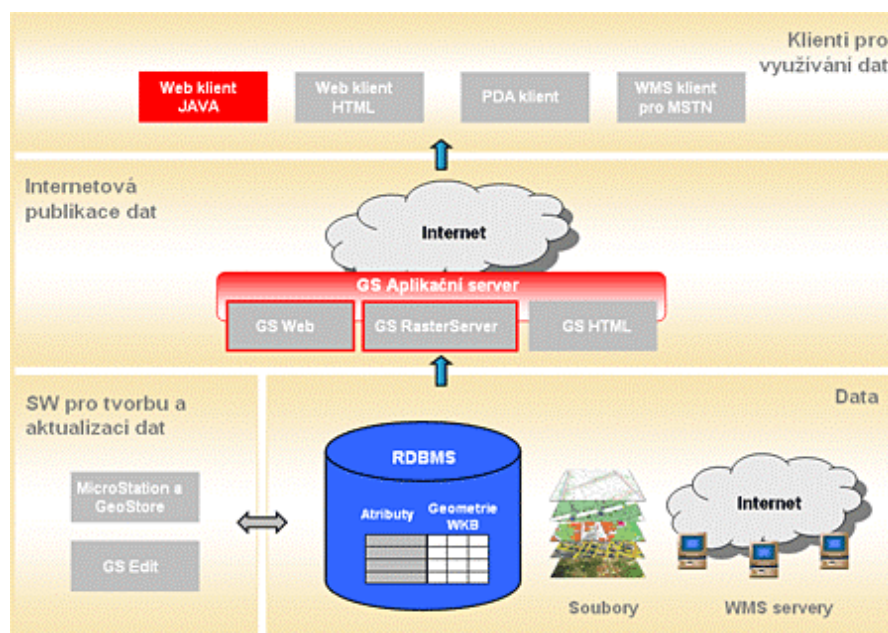 Klienti pro
využívání dat
Web klient
JAVA
Web klient
HTML
PDA klient
WMS klient
pro MSTN
Internetová
publikace dat
Internet
GS Aplikační server
GS Web
GS RasterServer
GS HTML
SW pro tvorbu a
aktualizaci dat
MicroStation a
GeoStore
GS Edit
Data
RDBMS
Atributy
Geometrie
WKB
Internet
Soubory
WMS servery